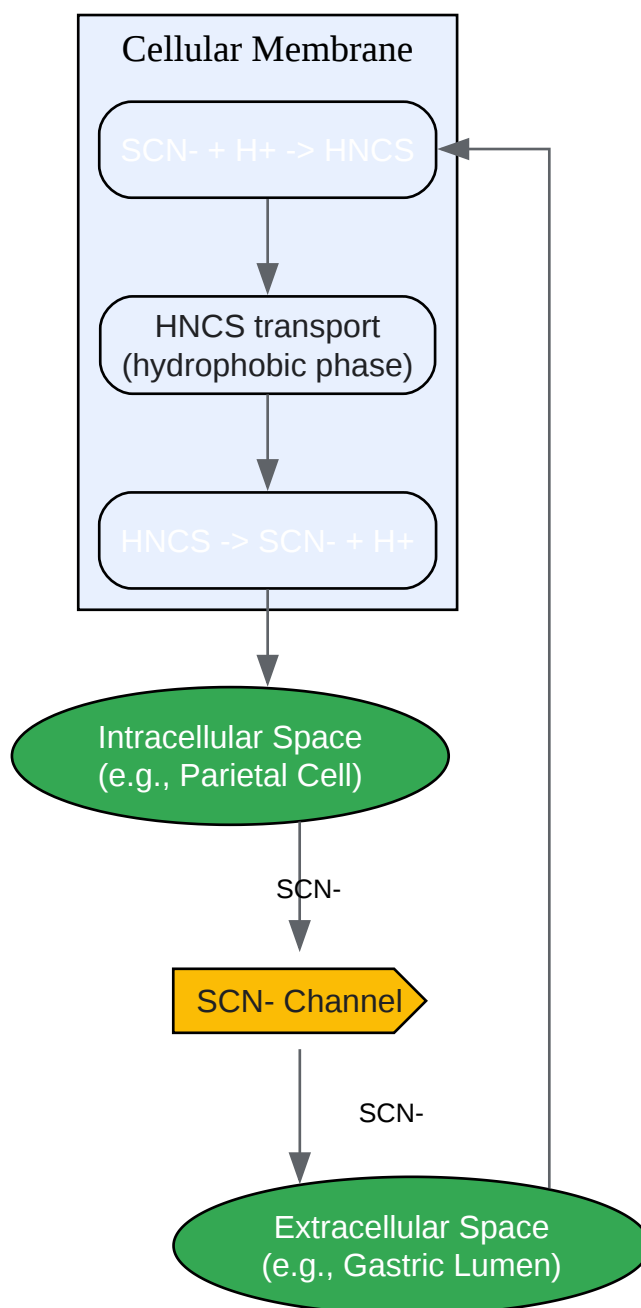 Cellular Membrane
SCN- + H+ -> HNCS
HNCS transport
(hydrophobic phase)
HNCS -> SCN- + H+
Intracellular Space
(e.g., Parietal Cell)
SCN-
SCN- Channel
SCN-
Extracellular Space
(e.g., Gastric Lumen)